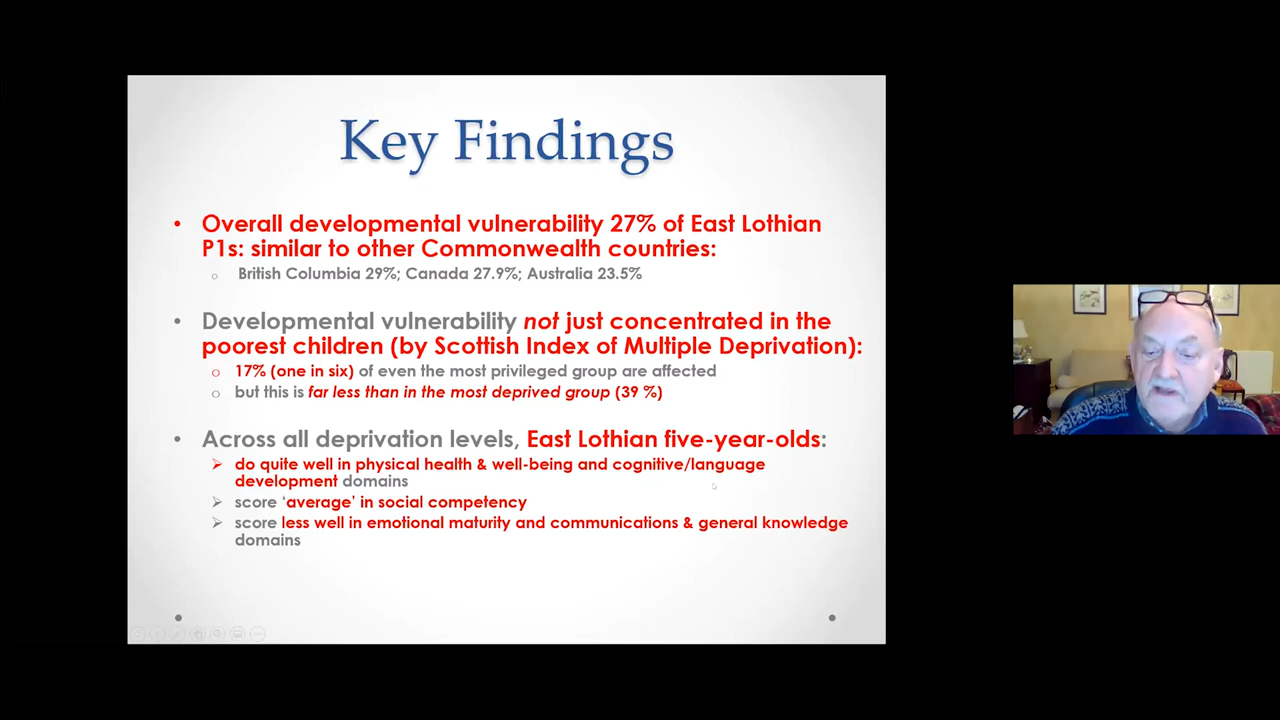 Key Findings
• Overall developmental vulnerability 27% of East Lothian
P1s: similar to other Commonwealth countries:
○ British Columbia 29%; Canada 27.9%; Australia 23.5%
• Developmental vulnerability not just concentrated in the
poorest children (by Scottish Index of Multiple Deprivation):
○ 17% (one in six) of even the most privileged group are affected
○ but this is far less than in the most deprived group (39 %)
• Across all deprivation levels, East Lothian five-year-olds:
➢ do quite well in physical health & well-being and cognitive/language
development domains
➢ score ‘average’ in social competency
➢ score less well in emotional maturity and communications & general knowledge
domains